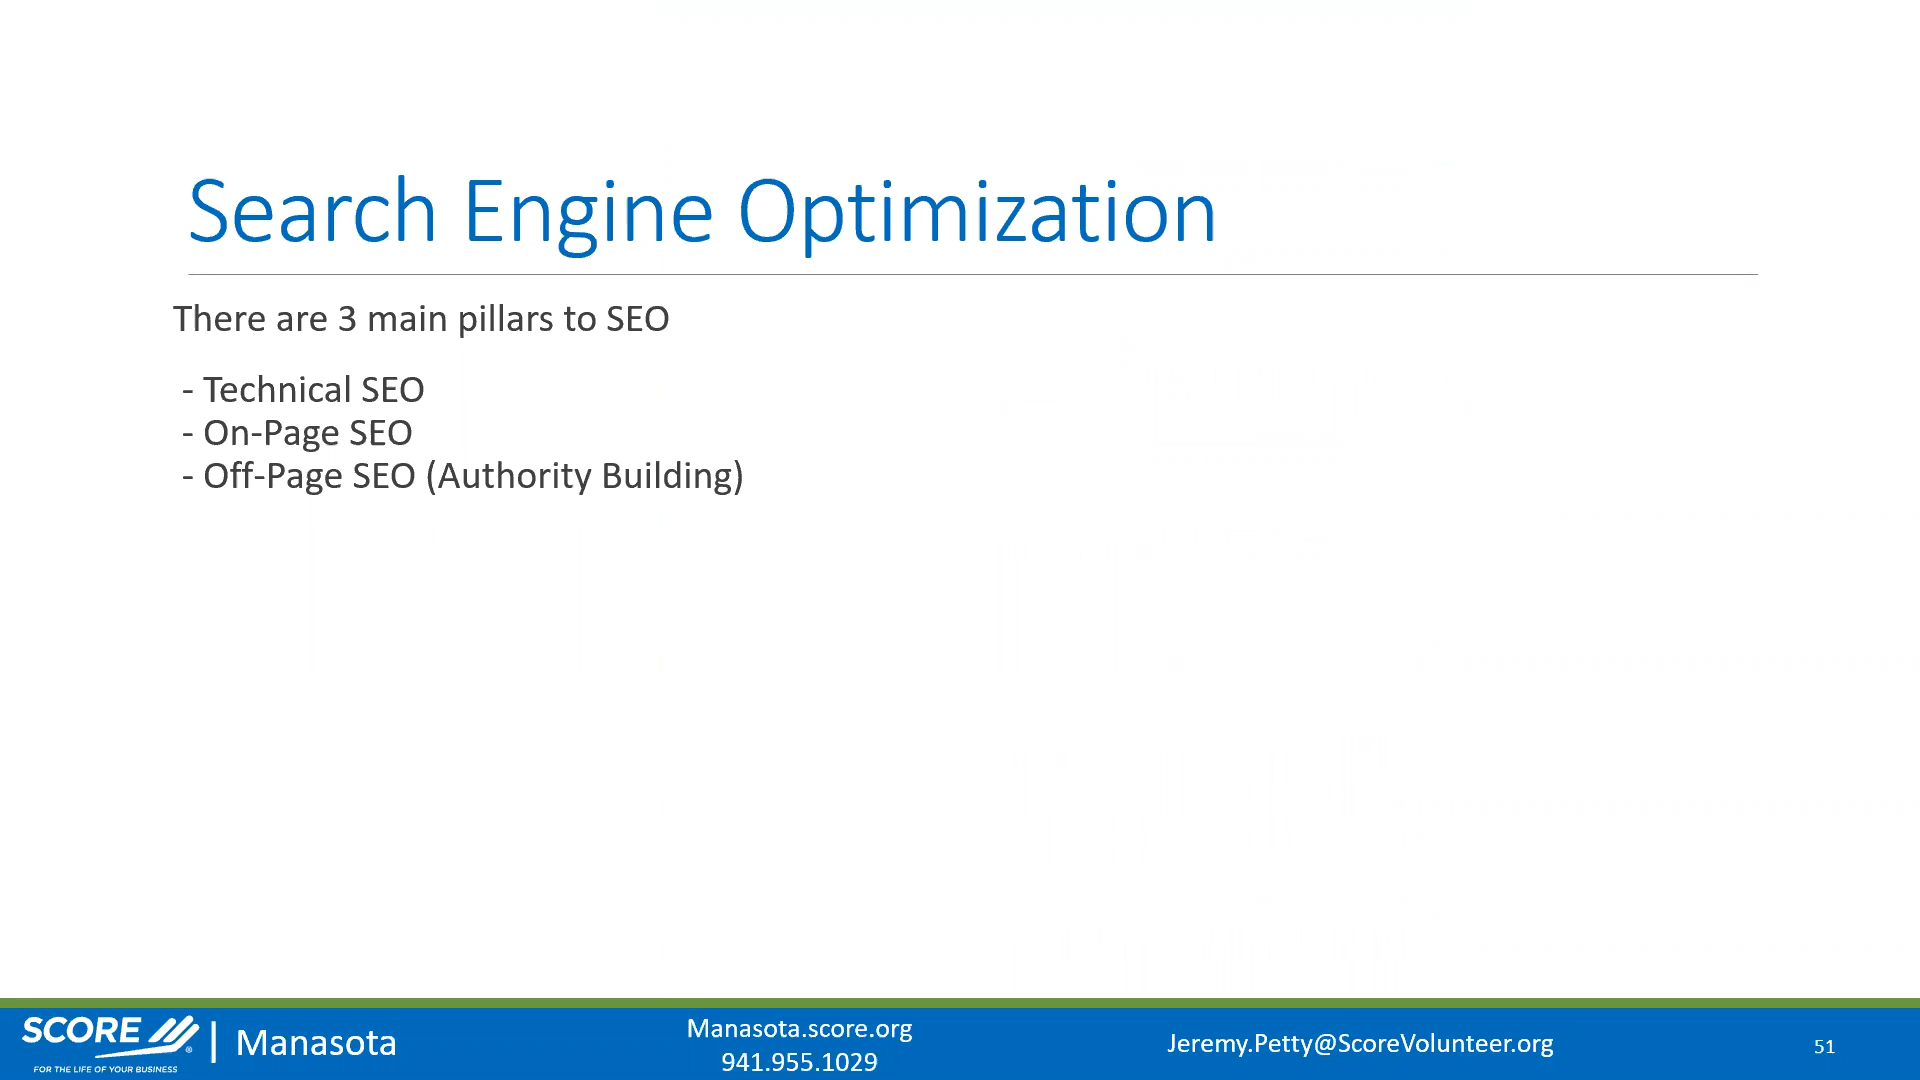 Search Engine Optimization
There are 3 main pillars to SEO
- Technical SEO
- On-Page SEO
- Off-Page SEO (Authority Building)
SCORE ® | Manasota
FOR THE LIFE OF YOUR BUSINESS
Manasota.score.org
941.955.1029
Jeremy.Petty@ScoreVolunteer.org
51